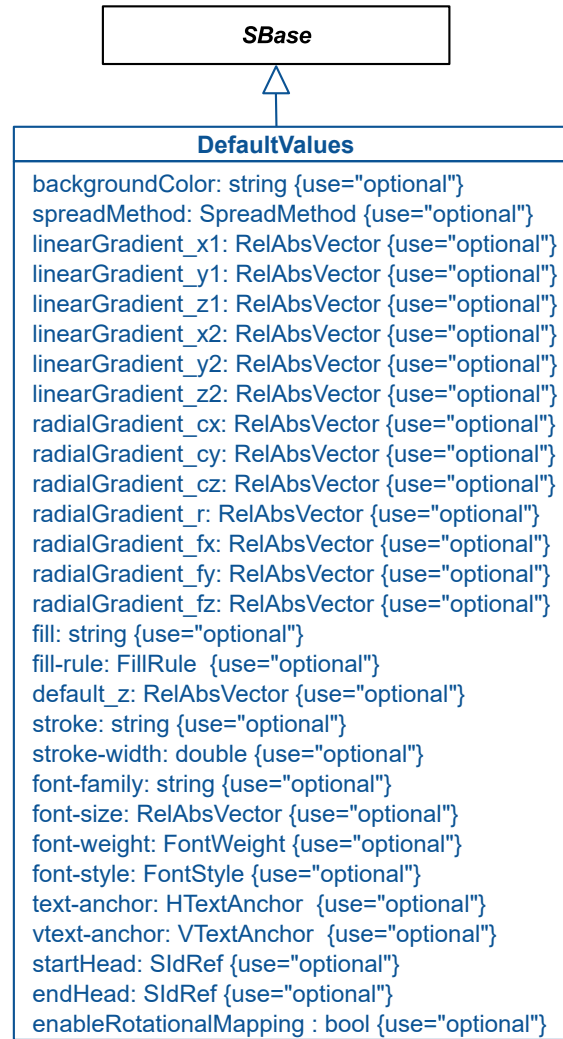 SBase
DefaultValues
backgroundColor: string {use="optional"}
spreadMethod: SpreadMethod {use="optional"}
linearGradient_x1: RelAbsVector {use="optional"}
linearGradient_y1: RelAbsVector {use="optional"}
linearGradient_z1: RelAbsVector {use="optional"}
linearGradient_x2: RelAbsVector {use="optional"}
linearGradient_y2: RelAbsVector {use="optional"}
linearGradient_z2: RelAbsVector {use="optional"}
radialGradient_cx: RelAbsVector {use="optional"}
radialGradient_cy: RelAbsVector {use="optional"}
radialGradient_cz: RelAbsVector {use="optional"}
radialGradient_r: RelAbsVector {use="optional"}
radialGradient_fx: RelAbsVector {use="optional"}
radialGradient_fy: RelAbsVector {use="optional"}
radialGradient_fz: RelAbsVector {use="optional"}
fill: string {use="optional"}
fill-rule: FillRule  {use="optional"}
default_z: RelAbsVector {use="optional"}
stroke: string {use="optional"}
stroke-width: double {use="optional"}
font-family: string {use="optional"}
font-size: RelAbsVector {use="optional"}
font-weight: FontWeight {use="optional"}
font-style: FontStyle {use="optional"}
text-anchor: HTextAnchor  {use="optional"}
vtext-anchor: VTextAnchor  {use="optional"}
startHead: SIdRef {use="optional"}
endHead: SIdRef {use="optional"}
enableRotationalMapping : bool {use="optional"}